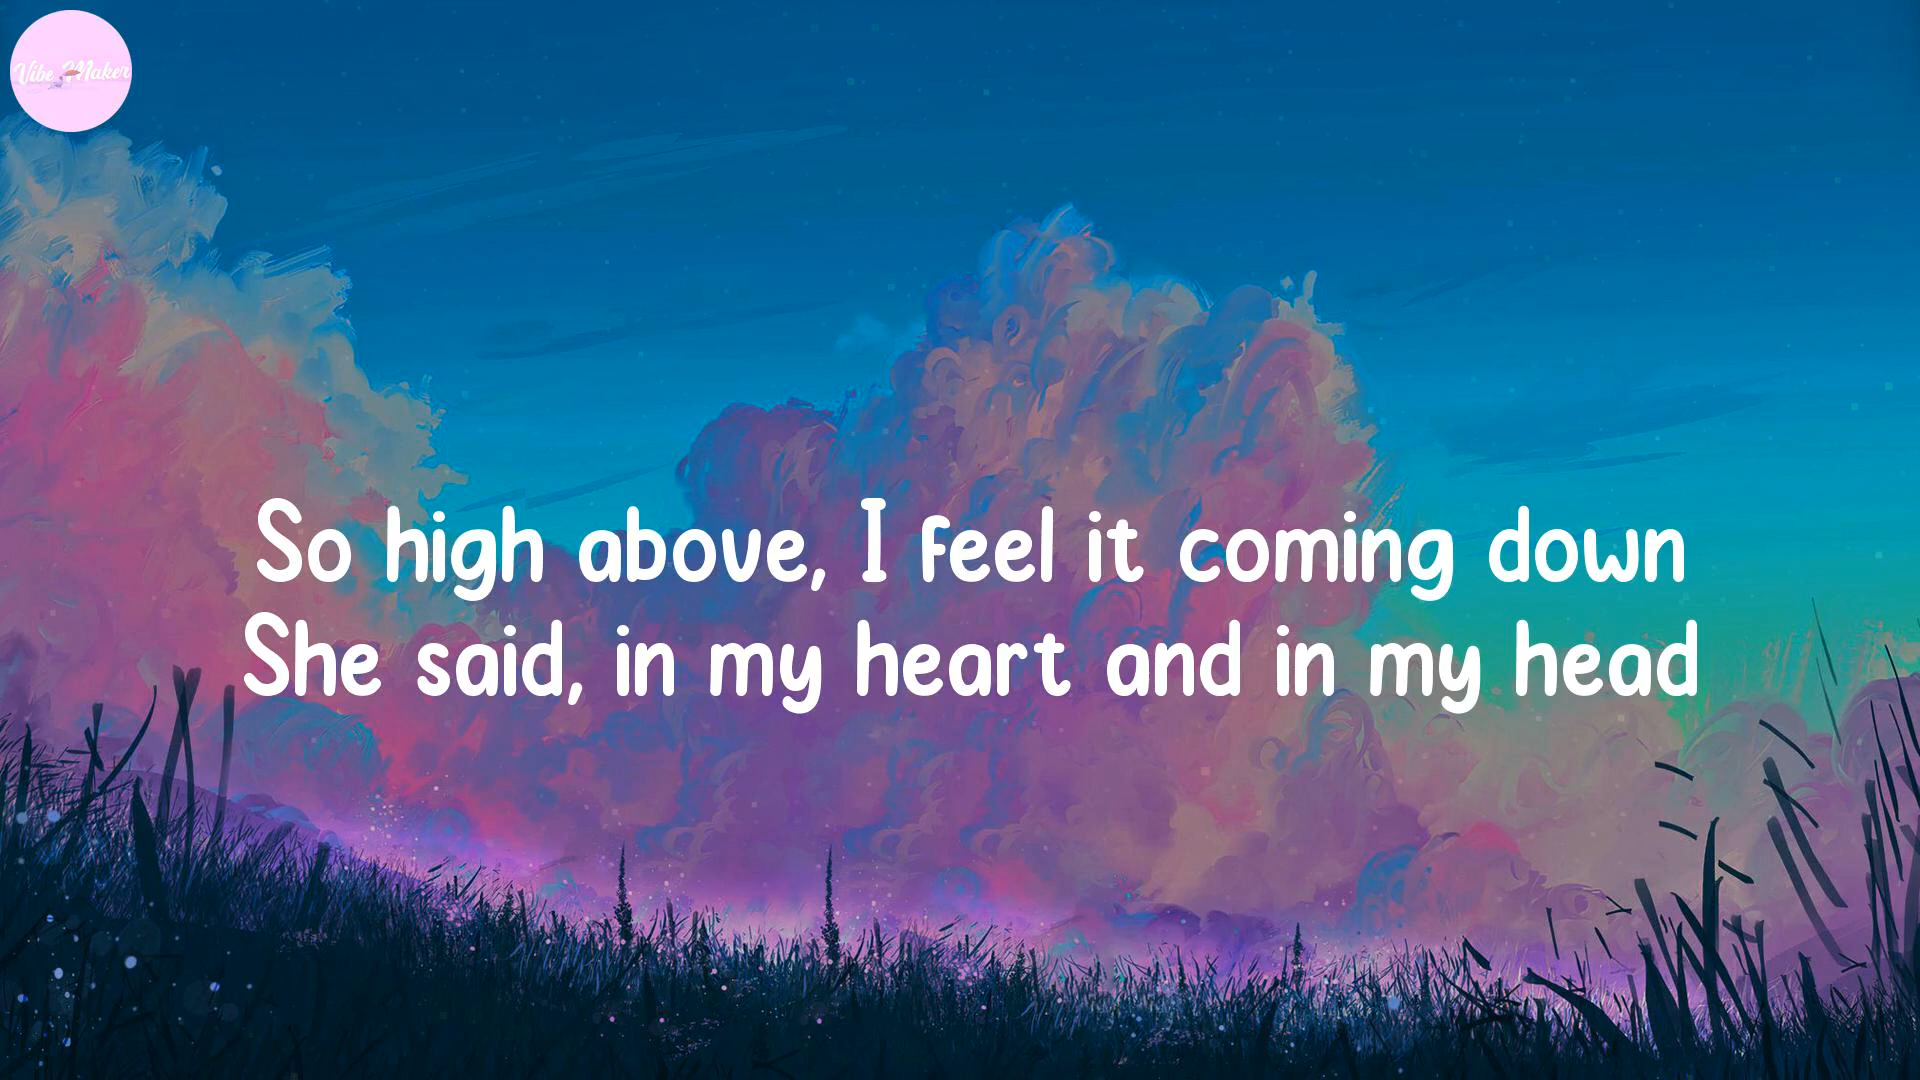 Vibe Maker
So high above, I feel it coming down
She said, in my heart and in my head